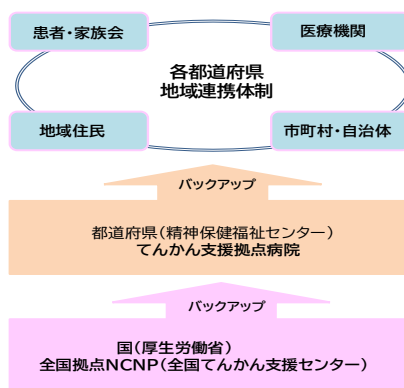 患者・家族会
医療機関
各都道府県
地域連携体制
地域住民
市町村・自治体
バックアップ
都道府県(精神保健福祉センター)
てんかん支援拠点病院
バックアップ
国(厚生労働省)
全国拠点NCNP(全国てんかん支援センター)